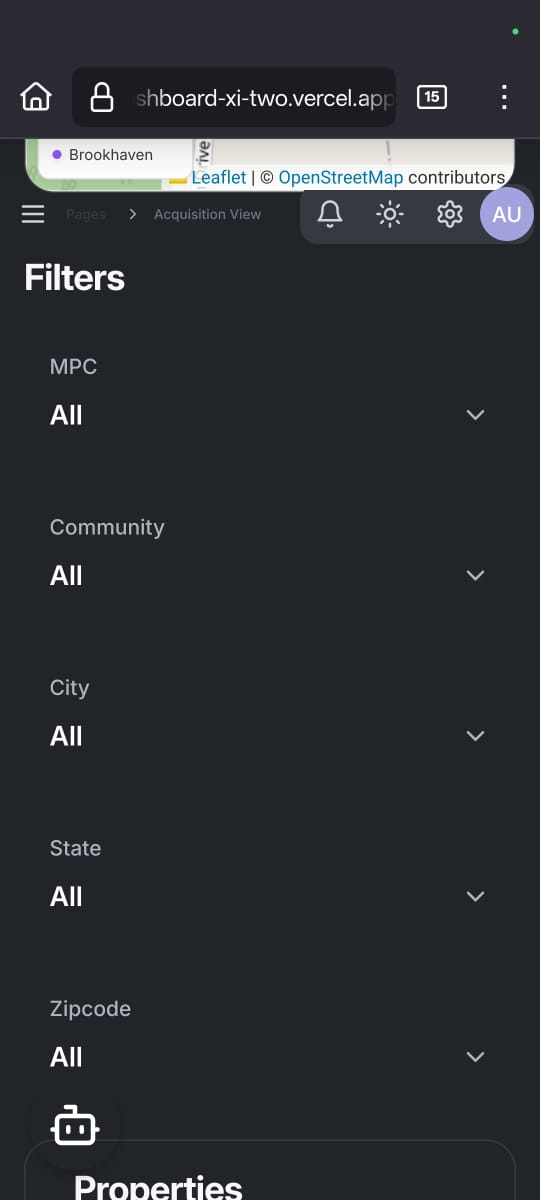 shboard-xi-two.vercel.app
15
Brookhaven
rive
Leaflet | © OpenStreetMap contributors
Pages > Acquisition View
AU
Filters
MPC
All
Community
All
City
All
State
All
Zipcode
All
Properties